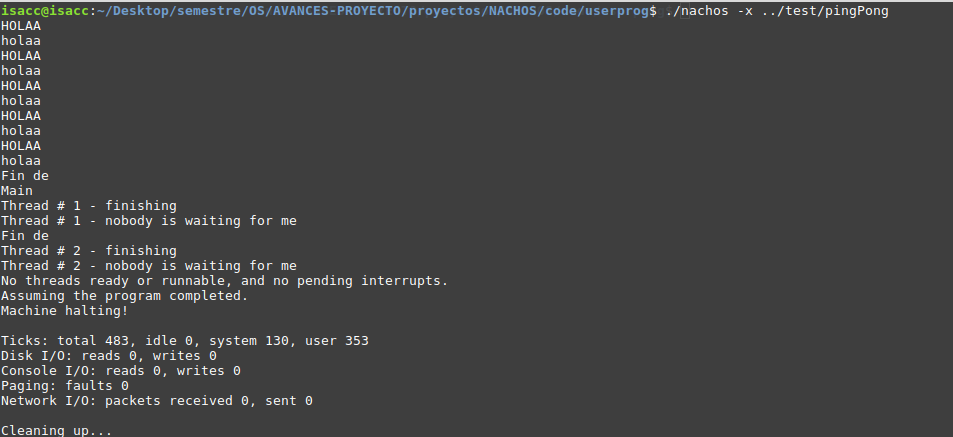 isacc@isacc:~/Desktop/semestre/OS/AVANCES-PROYECTO/proyectos/NACHOS/code/userprog$ ./nachos -x ../test/pingPong
HOLAA
holaa
HOLAA
holaa
HOLAA
holaa
HOLAA
holaa
HOLAA
holaa
Fin de
Main
Thread # 1 - finishing
Thread # 1 - nobody is waiting for me
Fin de
Thread # 2 - finishing
Thread # 2 - nobody is waiting for me
No threads ready or runnable, and no pending interrupts.
Assuming the program completed.
Machine halting!
Ticks: total 483, idle 0, system 130, user 353
Disk I/O: reads 0, writes 0
Console I/O: reads 0, writes 0
Paging: faults 0
Network I/O: packets received 0, sent 0
Cleaning up...